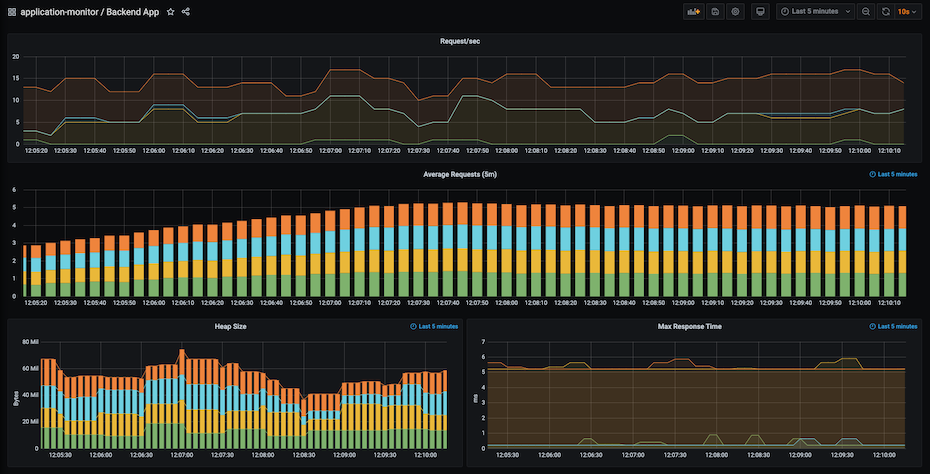 application-monitor / Backend App
Last 5 minutes
10s
Request/sec
20
15
10
5
0
12:05:20 12:05:30 12:05:40 12:05:50 12:06:00 12:06:10 12:06:20 12:06:30 12:06:40 12:06:50 12:07:00 12:07:10 12:07:20 12:07:30 12:07:40 12:07:50 12:08:00 12:08:10 12:08:20 12:08:30 12:08:40 12:08:50 12:09:00 12:09:10 12:09:20 12:09:30 12:09:40 12:09:50 12:10:00 12:10:10
Average Requests (5m)
Last 5 minutes
6
5
4
3
2
1
0
12:05:20 12:05:30 12:05:40 12:05:50 12:06:00 12:06:10 12:06:20 12:06:30 12:06:40 12:06:50 12:07:00 12:07:10 12:07:20 12:07:30 12:07:40 12:07:50 12:08:00 12:08:10 12:08:20 12:08:30 12:08:40 12:08:50 12:09:00 12:09:10 12:09:20 12:09:30 12:09:40 12:09:50 12:10:00 12:10:10
Heap Size
Last 5 minutes
80 Mil
60 Mil
40 Mil
20 Mil
0
Bytes
12:05:30 12:06:00 12:06:30 12:07:00 12:07:30 12:08:00 12:08:30 12:09:00 12:09:30 12:10:00
Max Response Time
Last 5 minutes
7
6
5
4
3
2
1
0
ms
12:05:30 12:06:00 12:06:30 12:07:00 12:07:30 12:08:00 12:08:30 12:09:00 12:09:30 12:10:00